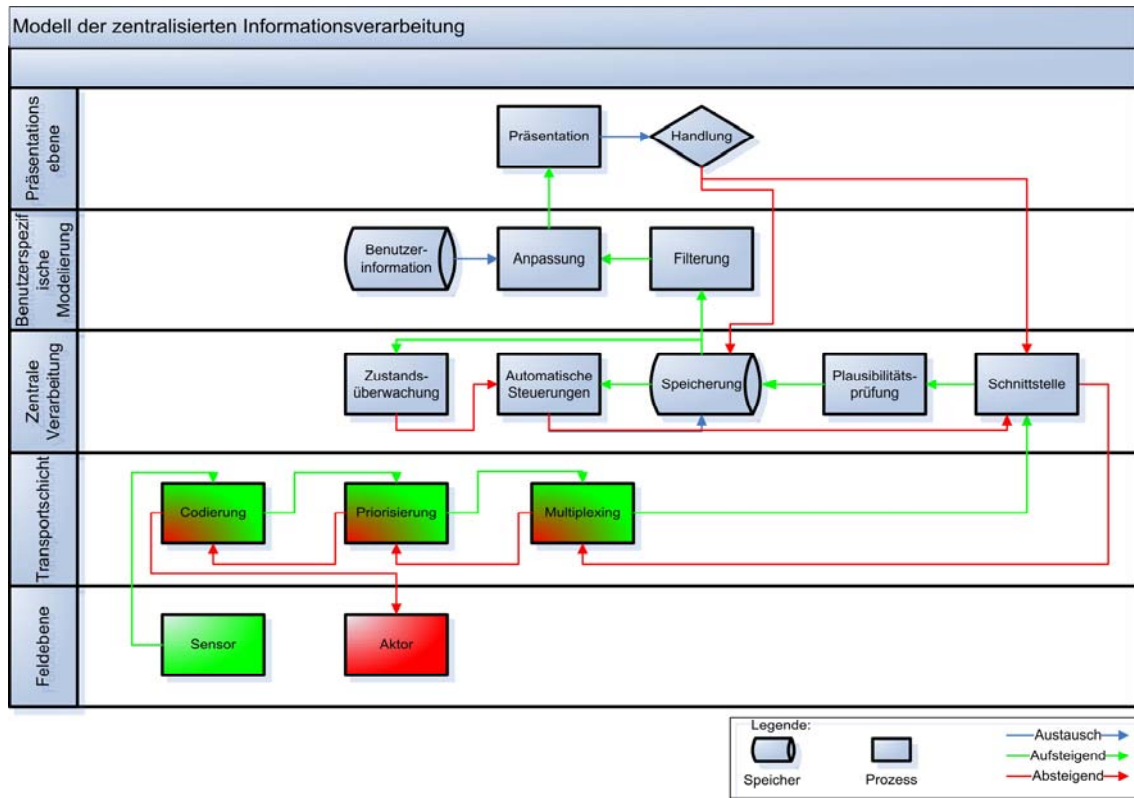 Modell der zentralisierten Informationsverarbeitung
Präsentations
ebene
Präsentation
Handlung
Benutzerspezif
ische
Modelierung
Benutzer-
information
Anpassung
Filterung
Zentrale
Verarbeitung
Zustands-
überwachung
Automatische
Steuerungen
Speicherung
Plausibilitäts-
prüfung
Schnittstelle
Transportschicht
Codierung
Priorisierung
Multiplexing
Feldebene
Sensor
Aktor
Legende:
Speicher
Prozess
Austausch
Aufsteigend
Absteigend